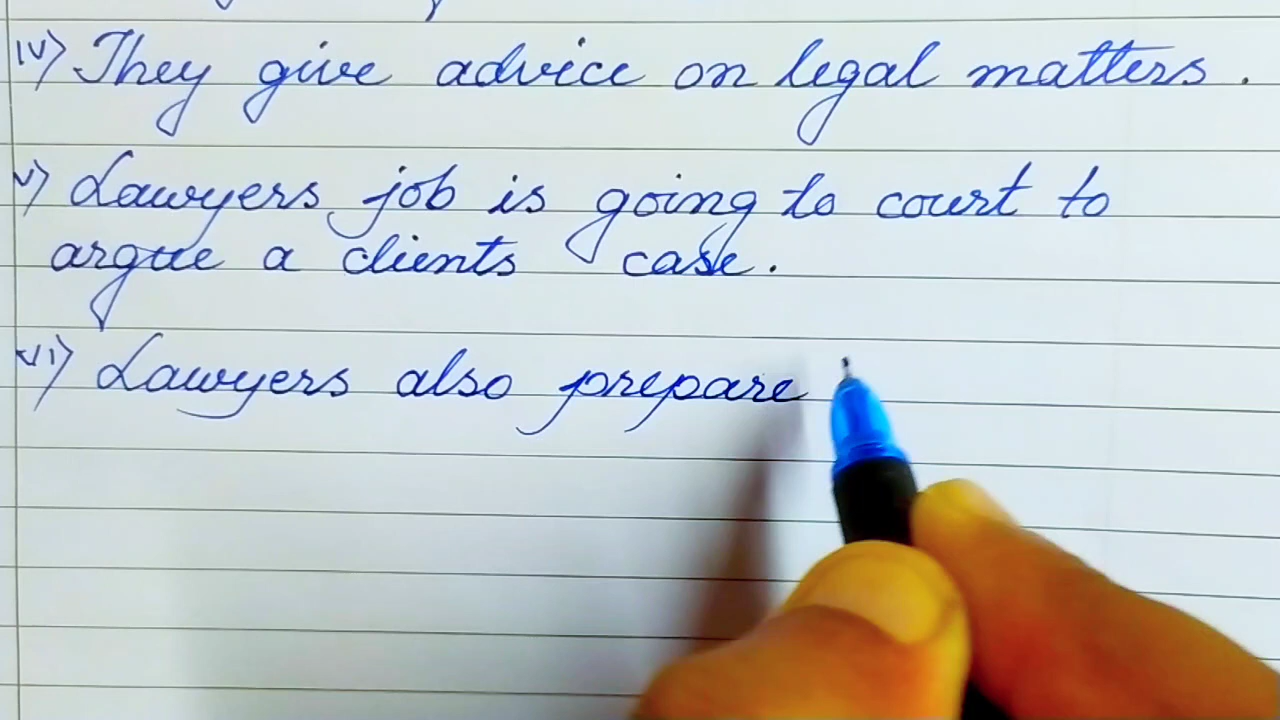 iv) They give advice on legal matters.
v) Lawyers job is going to court to
argue a clients case.
vi) Lawyers also prepare